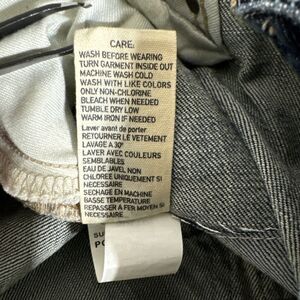 CARE:
WASH BEFORE WEARING
TURN GARMENT INSIDE OUT
MACHINE WASH COLD
WASH WITH LIKE COLORS
ONLY NON-CHLORINE
BLEACH WHEN NEEDED
TUMBLE DRY LOW
WARM IRON IF NEEDED
Laver avant de porter
RETOURNER LE VETEMENT
LAVAGE A 30°
LAVER AVEC COULEURS
SEMBLABLES
EAU DE JAVEL NON
CHLOREE UNIQUEMENT SI
NECESSAIRE
SECHAGE EN MACHINE
BASSE TEMPERATURE
REPASSER A FER MOYEN SI
NECESSAIRE
SU
PO